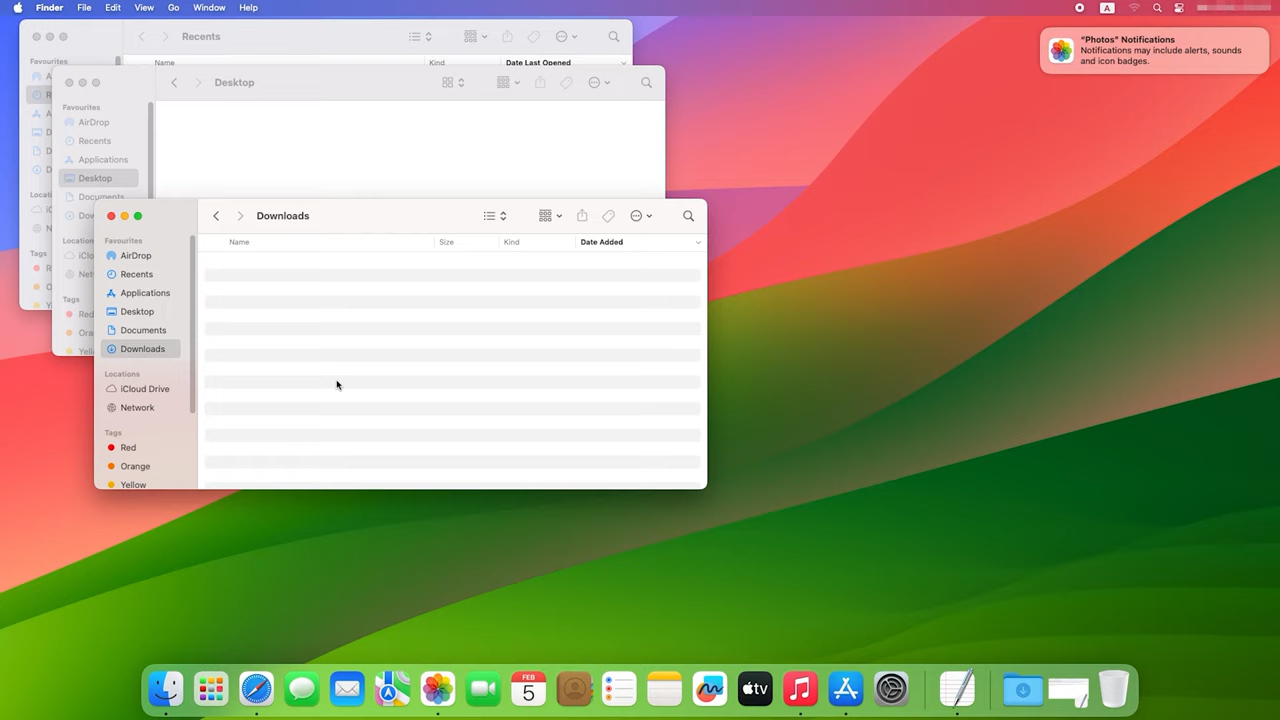 Finder File Edit View Go Window Help
A
"Photos" Notifications
Notifications may include alerts, sounds
and icon badges.
Recents
Favourites
Name Kind Date Last Opened
Desktop
Favourites
AirDrop
Recents
Applications
Desktop
Documents
Tags
Red
Downloads
Name Size Kind Date Added
Favourites
AirDrop
Recents
Applications
Desktop
Documents
Downloads
Locations
iCloud Drive
Network
Tags
Red
Orange
Yellow
FEB
5
tv